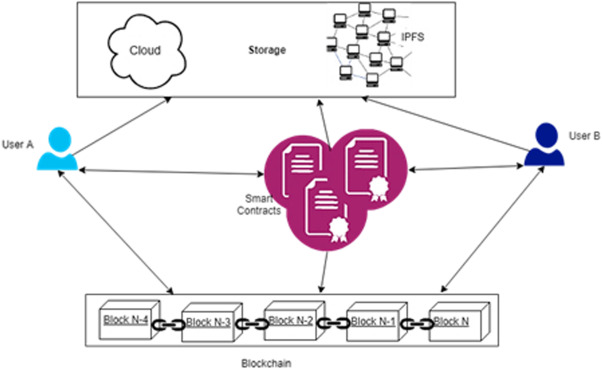 Cloud
Storage
IPFS
User A
User B
Smart
Contracts
Block N-4
Block N-3
Block N-2
Block N-1
Block N
Blockchain